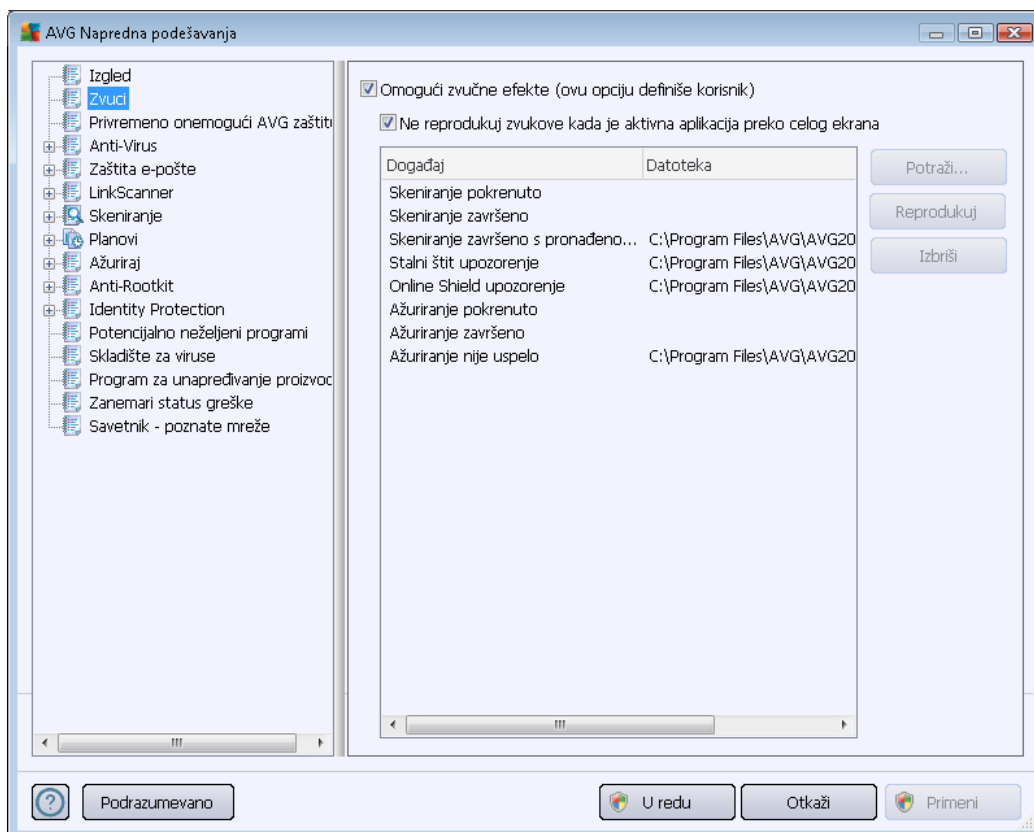 AVG Napredna podešavanja
Izgled
Zvuci
Privremeno onemogući AVG zaštitu
Anti-Virus
Zaštita e-pošte
LinkScanner
Skeniranje
Planovi
Ažuriraj
Anti-Rootkit
Identity Protection
Potencijalno neželjeni programi
Skladište za viruse
Program za unapređivanje proizvoc
Zanemari status greške
Savetnik - poznate mreže
Omogući zvučne efekte (ovu opciju definiše korisnik)
Ne reprodukuj zvukove kada je aktivna aplikacija preko celog ekrana
Događaj Datoteka
Skeniranje pokrenuto
Skeniranje završeno
Skeniranje završeno s pronađeno... C:\Program Files\AVG\AVG20
Stalni štit upozorenje C:\Program Files\AVG\AVG20
Online Shield upozorenje C:\Program Files\AVG\AVG20
Ažuriranje pokrenuto
Ažuriranje završeno
Ažuriranje nije uspelo C:\Program Files\AVG\AVG20
Potraži...
Reprodukuj
Izbriši
Podrazumevano
U redu
Otkaži
Primeni